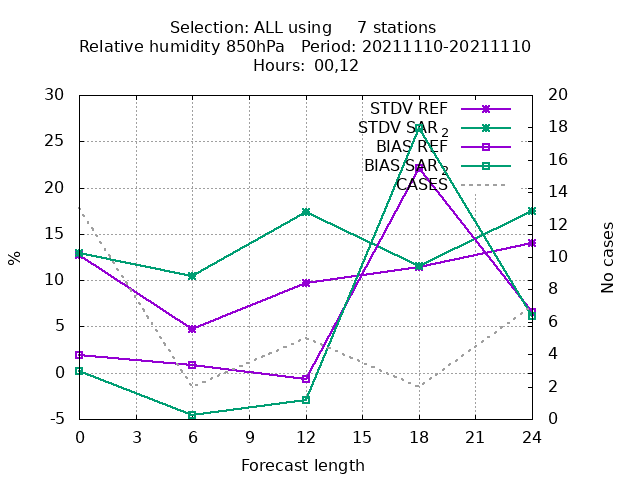 Selection: ALL using 7 stations
Relative humidity 850hPa Period: 20211110-20211110
Hours: 00,12
30 25 20 15 10 5 0 -5
%
STDV REF
STDV SAR 2
BIAS REF
BIAS SAR 2
CASES
20 18 16 14 12 10 8 6 4 2 0
No cases
0 3 6 9 12 15 18 21 24
Forecast length